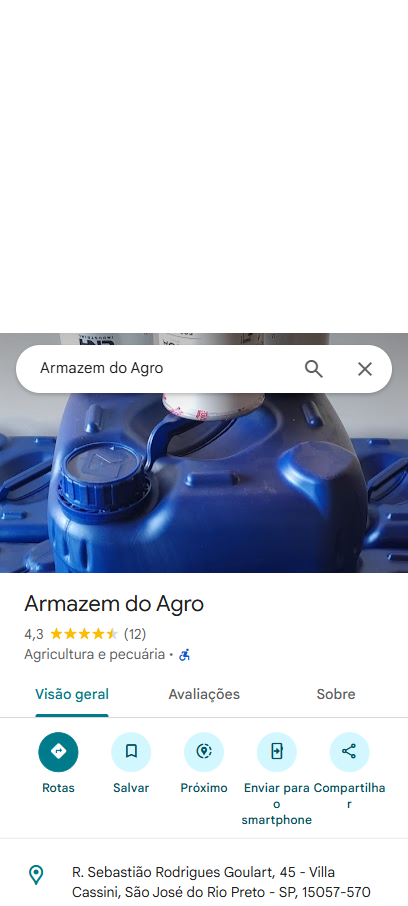 Armazem do Agro
Armazem do Agro
4,3 (12)
Agricultura e pecuária ·
Visão geral Avaliações Sobre
Rotas Salvar Próximo Enviar para o smartphone Compartilhar
R. Sebastião Rodrigues Goulart, 45 - Villa
Cassini, São José do Rio Preto - SP, 15057-570